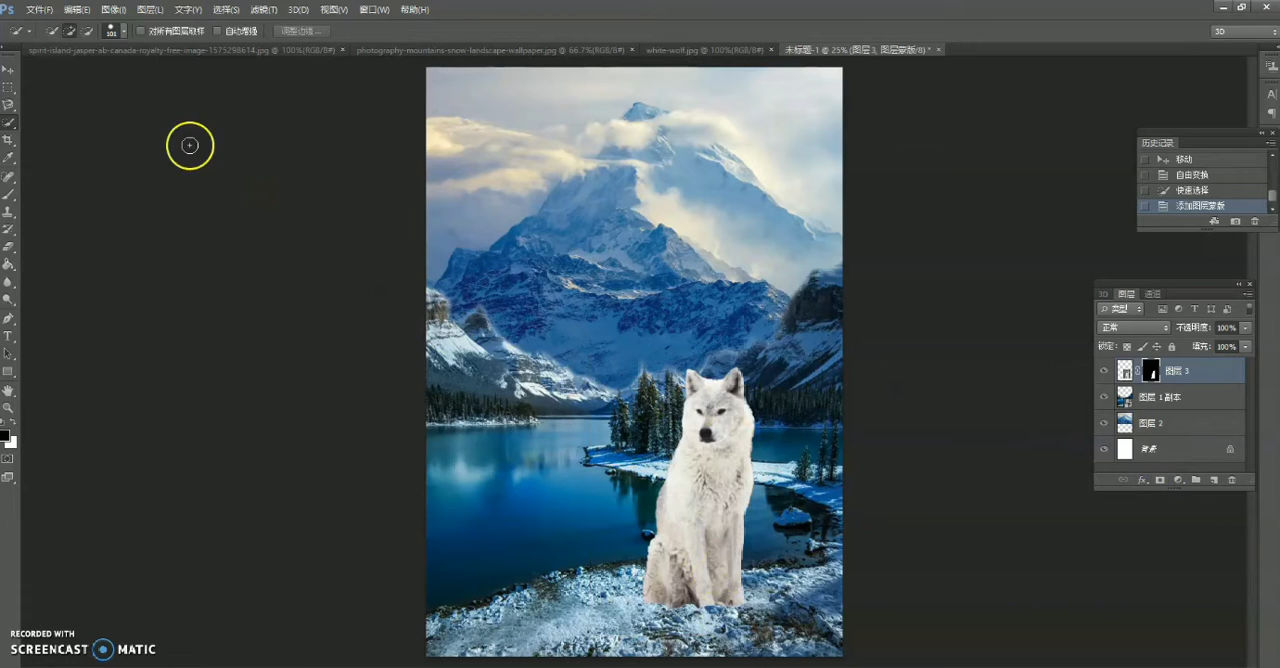 Ps 文件(F) 编辑(E) 图像(I) 图层(L) 文字(Y) 选择(S) 滤镜(T) 3D(D) 视图(V) 窗口(W) 帮助(H)
101 对所有图层取样 自动增强 调整边缘... 3D
spirit-island-jasper-ab-canada-royalty-free-image-1575298614.jpg @ 100%(RGB/8#) × photography-mountains-snow-landscape-wallpaper.jpg @ 66.7%(RGB/8#) × white-wolf.jpg @ 100%(RGB/8#) × 未标题-1 @ 25% (图层 3, 图层蒙版/8) * ×
历史记录
移动
自由变换
快速选择
添加图层蒙版
3D 图层 通道
类型
正常 不透明度: 100%
锁定: 填充: 100%
图层 3
图层 1 副本
图层 2
背景
fx
RECORDED WITH
SCREENCAST MATIC